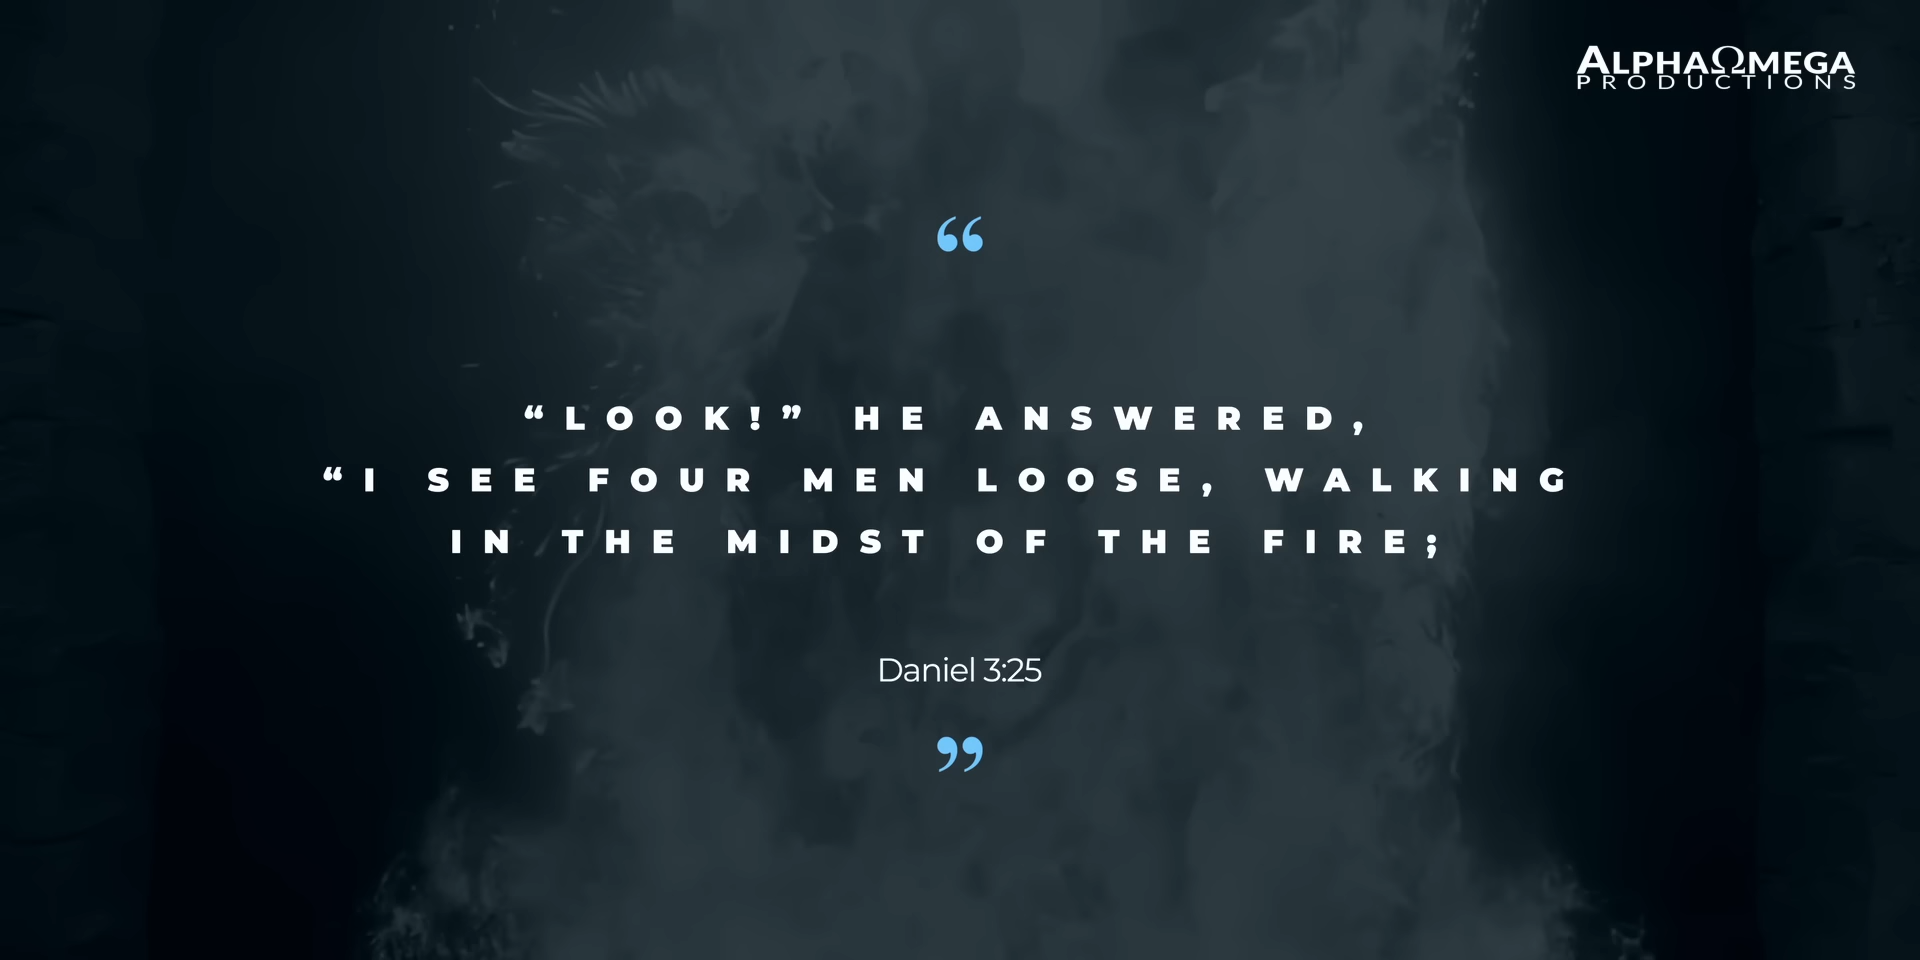 ALPHAΩMEGA
PRODUCTIONS
“
“LOOK!” HE ANSWERED,
“I SEE FOUR MEN LOOSE, WALKING
IN THE MIDST OF THE FIRE;
Daniel 3:25
”